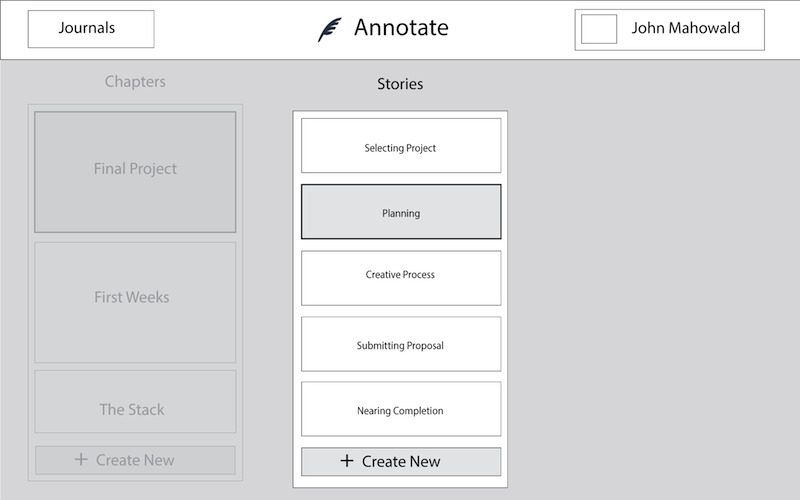 Journals
Annotate
John Mahowald
Chapters
Final Project
First Weeks
The Stack
+ Create New
Stories
Selecting Project
Planning
Creative Process
Submitting Proposal
Nearing Completion
+ Create New